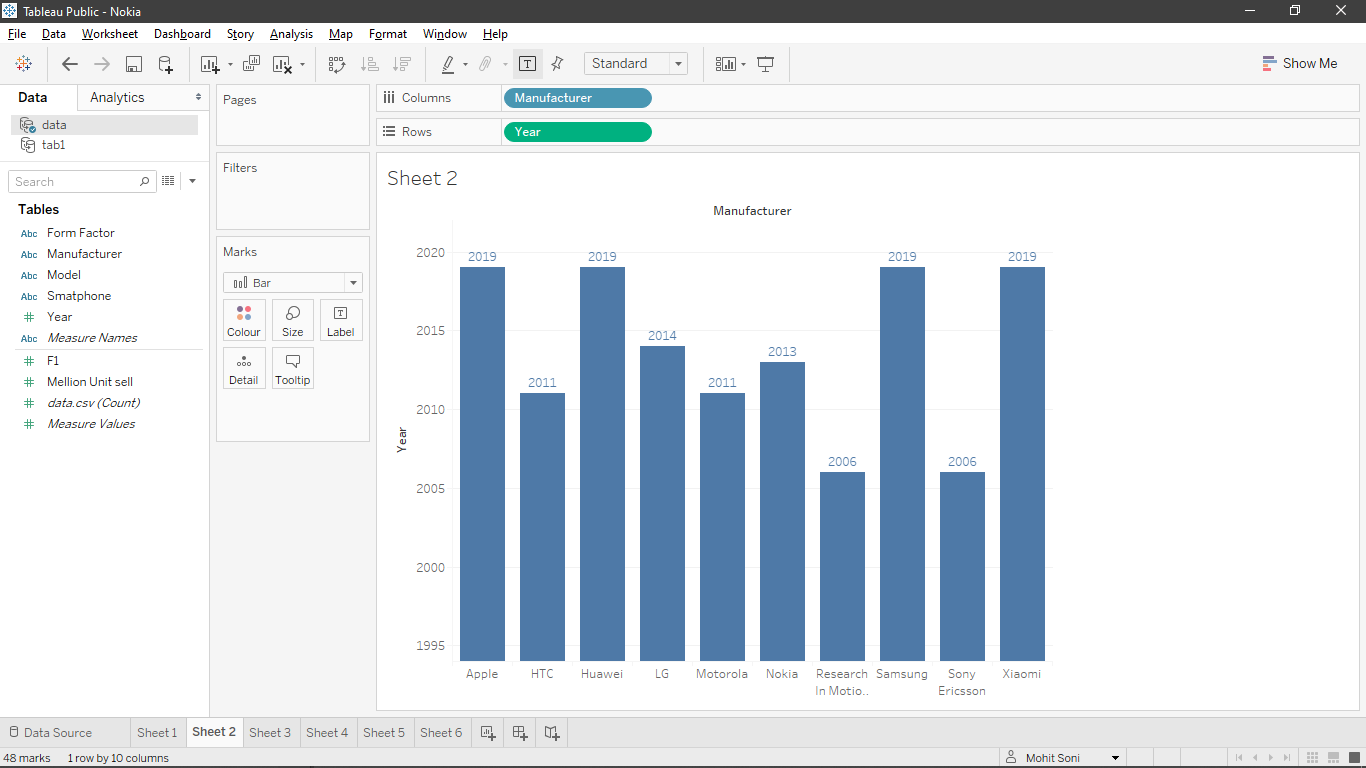 Tableau Public - Nokia
File Data Worksheet Dashboard Story Analysis Map Format Window Help
Standard
Show Me
Data Analytics
data
tab1
Search
Tables
Abc Form Factor
Abc Manufacturer
Abc Model
Abc Smatphone
# Year
Abc Measure Names
# F1
# Mellion Unit sell
# data.csv (Count)
# Measure Values
Pages
Filters
Marks
Bar
Colour Size Label
Detail Tooltip
Columns Manufacturer
Rows Year
Sheet 2
Manufacturer
2020
2015
2010
2005
2000
1995
Year
2019 2011 2019 2014 2011 2013 2006 2019 2006 2019
Apple HTC Huawei LG Motorola Nokia Research Samsung Sony Xiaomi
In Motio.. Ericsson
Data Source Sheet 1 Sheet 2 Sheet 3 Sheet 4 Sheet 5 Sheet 6
48 marks 1 row by 10 columns Mohit Soni